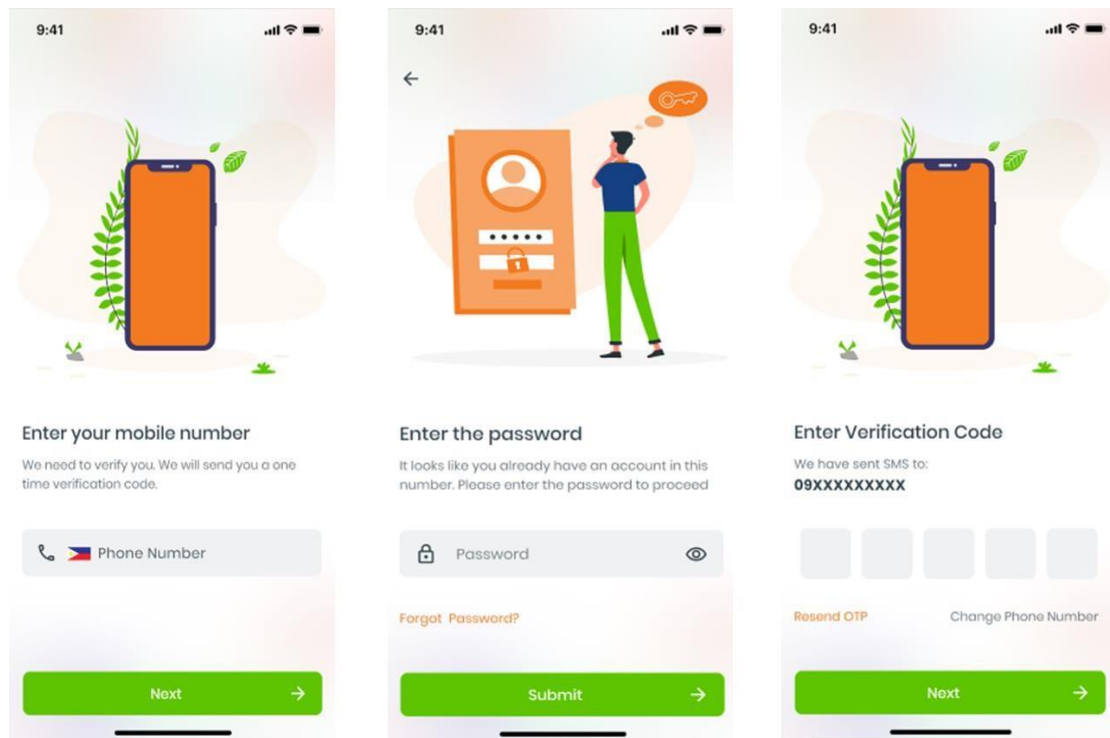 9:41
Enter your mobile number
We need to verify you. We will send you a one
time verification code.
Phone Number
Next
9:41
Enter the password
It looks like you already have an account in this
number. Please enter the password to proceed
Password
Forgot Password?
Submit
9:41
Enter Verification Code
We have sent SMS to:
09XXXXXXXXX
Resend OTP
Change Phone Number
Next